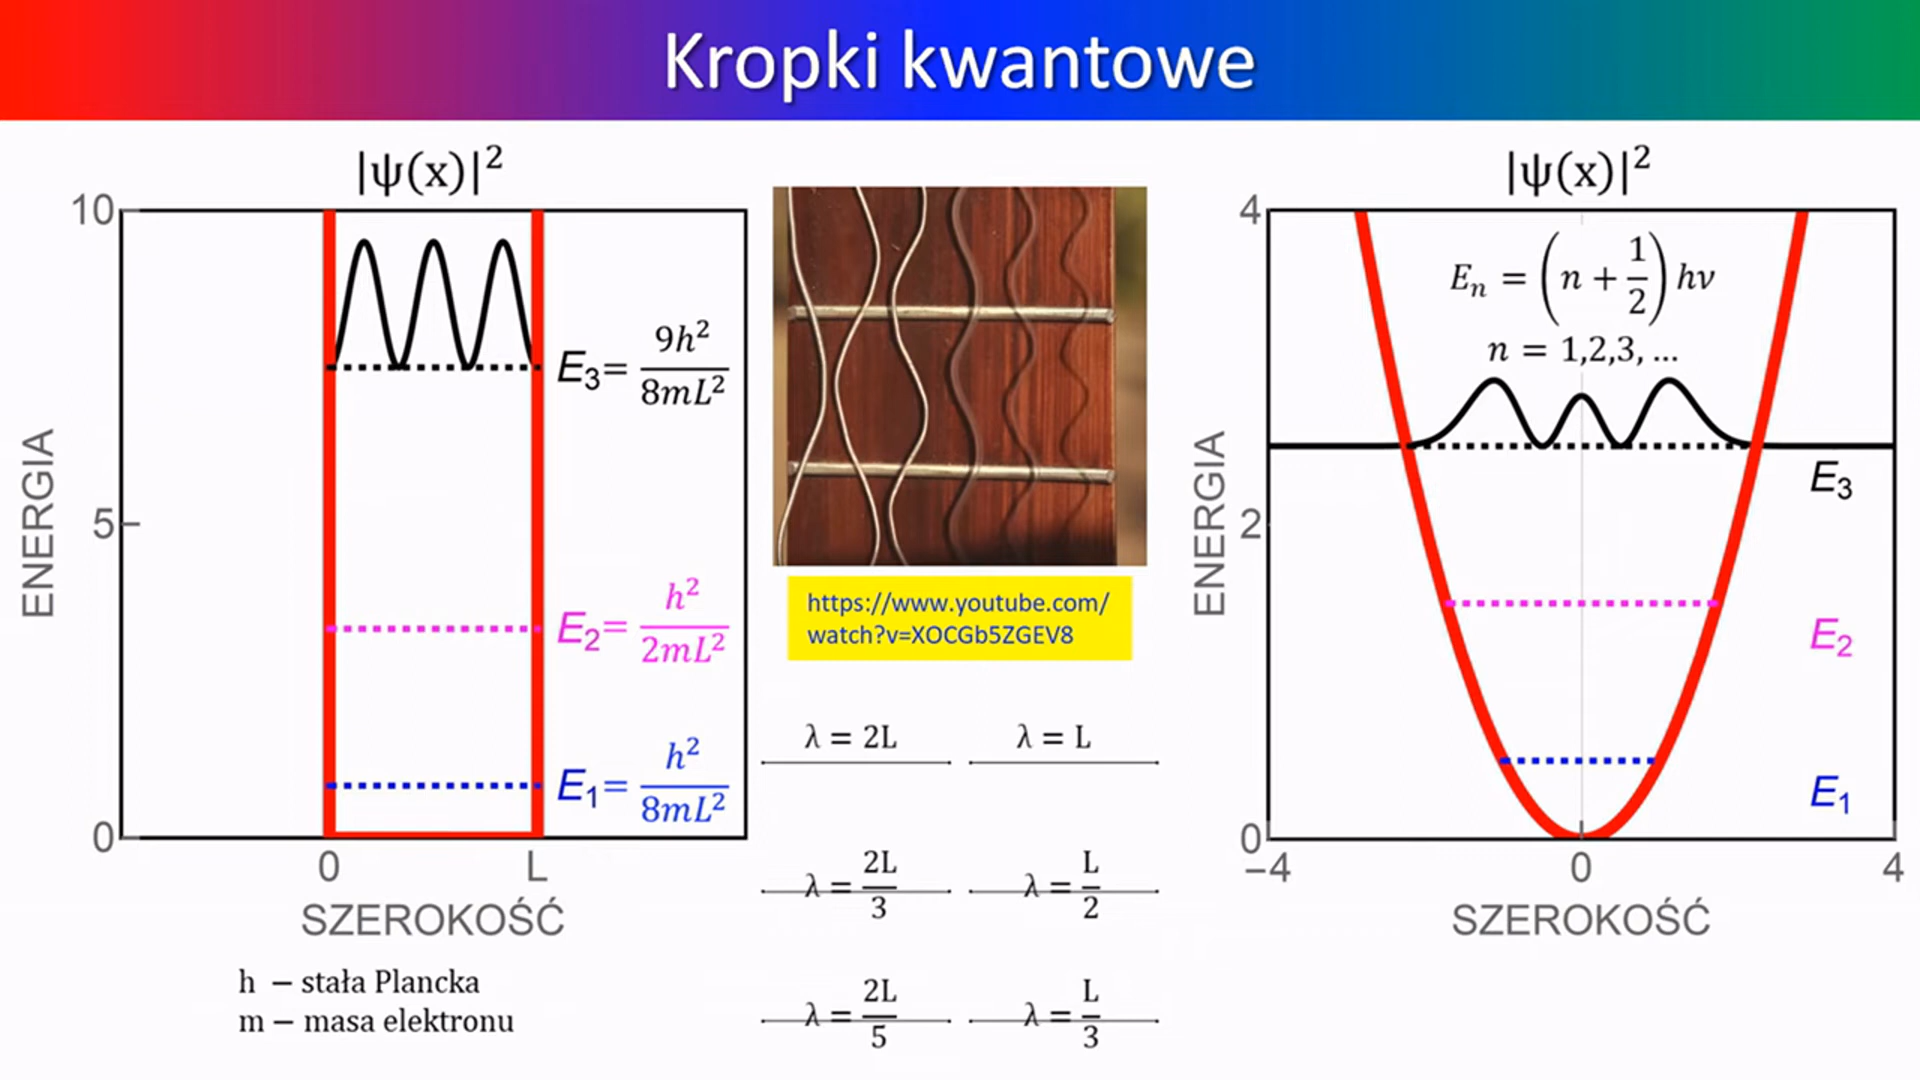 Kropki kwantowe
|ψ(x)|²
10
5
0
ENERGIA
E₃= 9h²/8mL²
E₂= h²/2mL²
E₁= h²/8mL²
0 L
SZEROKOŚĆ
h – stała Plancka
m – masa elektronu
https://www.youtube.com/
watch?v=XOCGb5ZGEV8
λ = 2L λ = L
λ = 2L/3 λ = L/2
λ = 2L/5 λ = L/3
|ψ(x)|²
4
2
0
ENERGIA
Eₙ = (n + 1/2) hν
n = 1,2,3, ...
E₃
E₂
E₁
−4 0 4
SZEROKOŚĆ